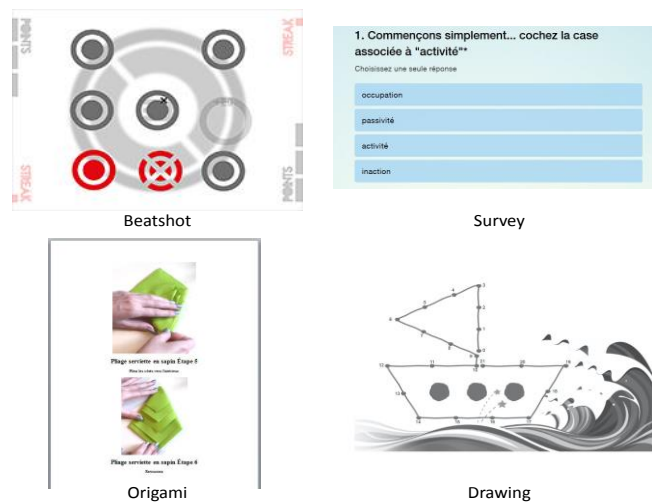 POINTS
STREAK
STREAK
POINTS
Beatshot
1. Commençons simplement... cochez la case
associée à "activité"*
Choisissez une seule réponse
occupation
passivité
activité
inaction
Survey
Pliage serviette en sapin Étape 5
Pliage serviette en sapin Étape 6
Origami
Drawing